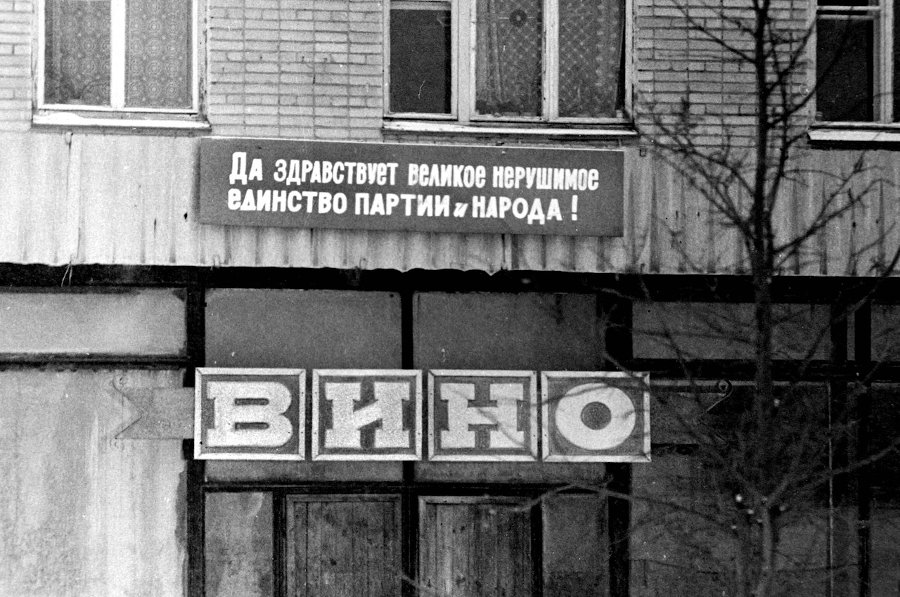 Да здравствует великое нерушимое
единство партии и народа!
ВИНО